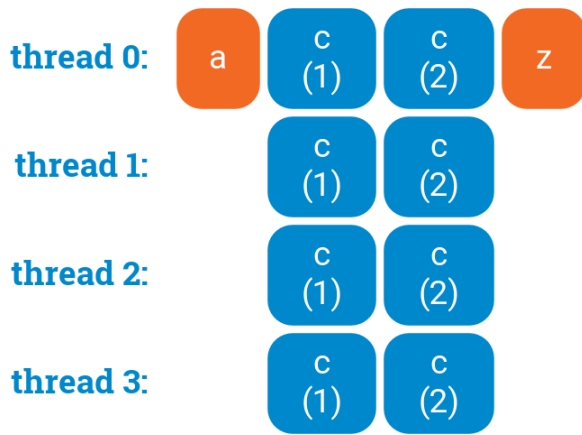 thread 0: a c (1) c (2) z
thread 1: c (1) c (2)
thread 2: c (1) c (2)
thread 3: c (1) c (2)